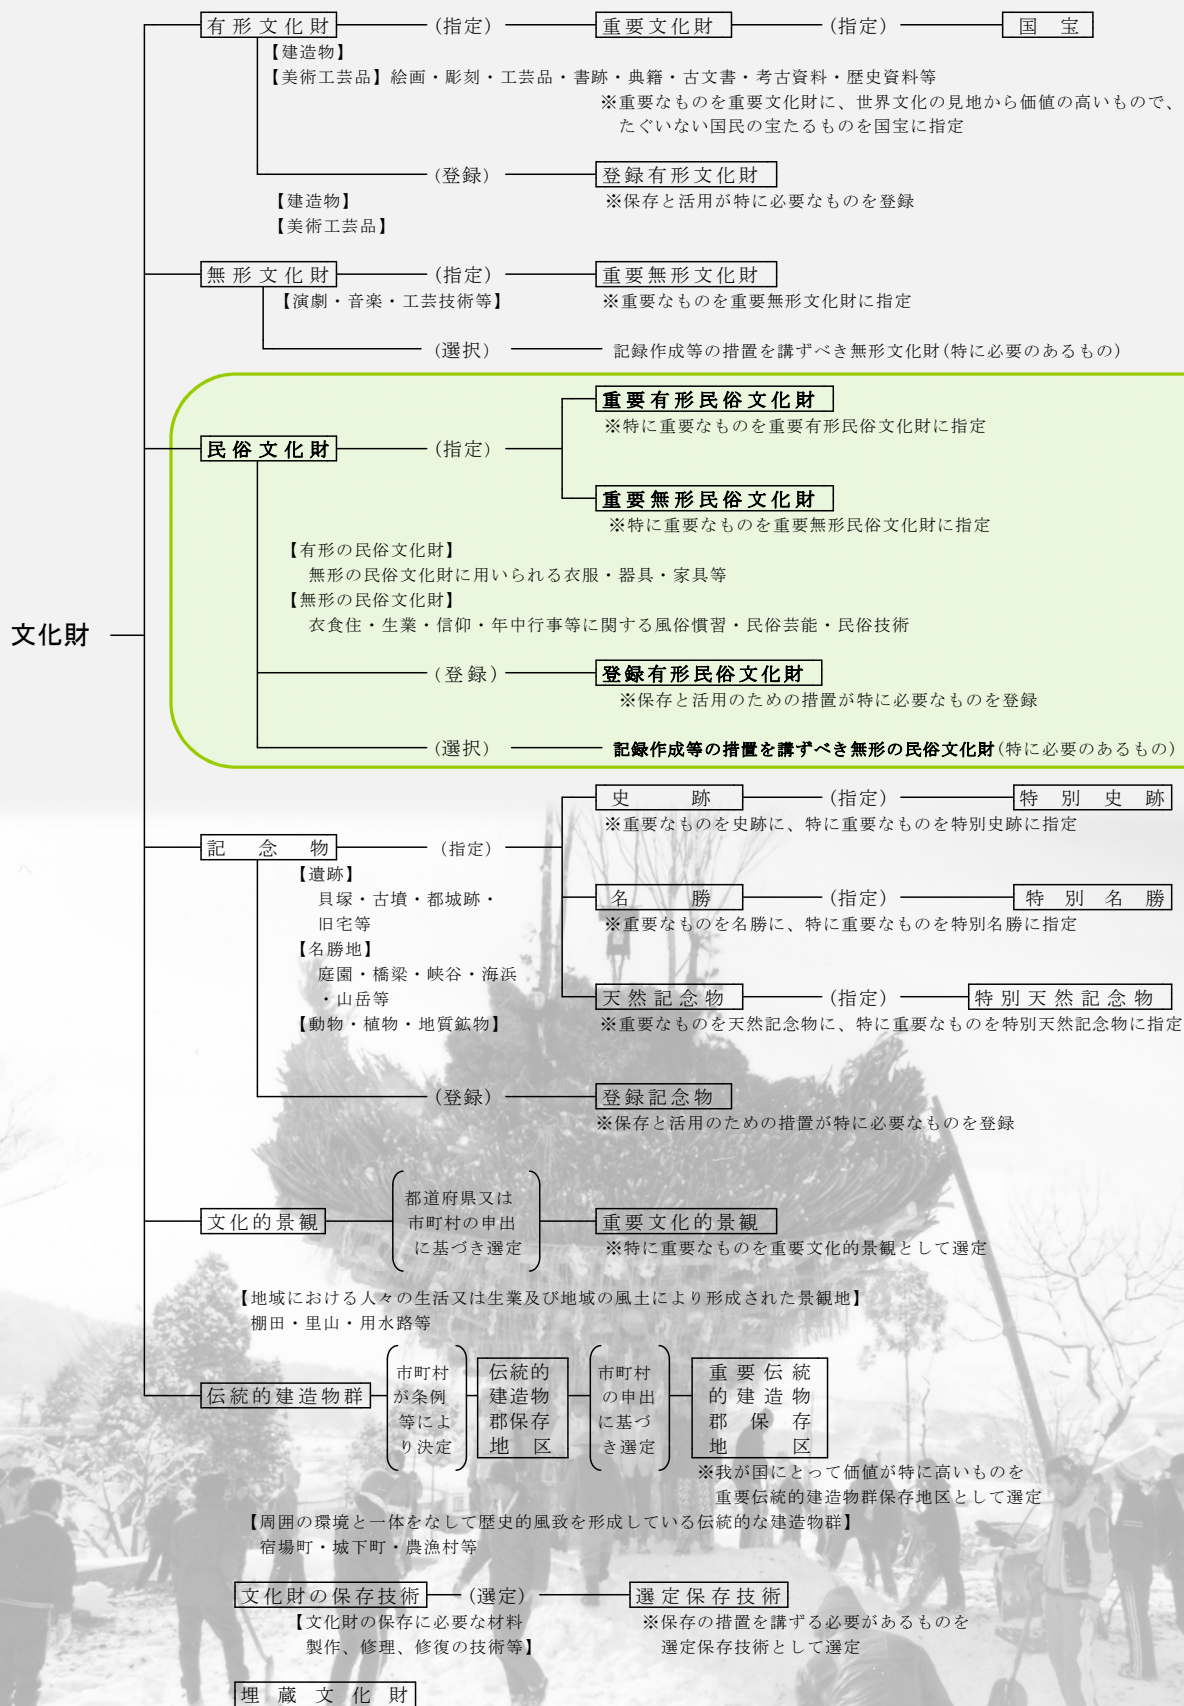 有形文化財 (指定) 重要文化財 (指定) 国宝
【建造物】
【美術工芸品】絵画・彫刻・工芸品・書跡・典籍・古文書・考古資料・歴史資料等
※重要なものを重要文化財に、世界文化の見地から価値の高いもので、
たぐいない国民の宝たるものを国宝に指定
(登録) 登録有形文化財
【建造物】 ※保存と活用が特に必要なものを登録
【美術工芸品】
無形文化財 (指定) 重要無形文化財
【演劇・音楽・工芸技術等】 ※重要なものを重要無形文化財に指定
(選択) 記録作成等の措置を講ずべき無形文化財(特に必要のあるもの)
重要有形民俗文化財
※特に重要なものを重要有形民俗文化財に指定
民俗文化財 (指定)
重要無形民俗文化財
※特に重要なものを重要無形民俗文化財に指定
【有形の民俗文化財】
無形の民俗文化財に用いられる衣服・器具・家具等
【無形の民俗文化財】
衣食住・生業・信仰・年中行事等に関する風俗慣習・民俗芸能・民俗技術
文化財
(登録) 登録有形民俗文化財
※保存と活用のための措置が特に必要なものを登録
(選択) 記録作成等の措置を講ずべき無形の民俗文化財(特に必要のあるもの)
史跡 (指定) 特別史跡
※重要なものを史跡に、特に重要なものを特別史跡に指定
記念物 (指定)
【遺跡】
貝塚・古墳・都城跡・
旧宅等
名勝 (指定) 特別名勝
※重要なものを名勝に、特に重要なものを特別名勝に指定
【名勝地】
庭園・橋梁・峡谷・海浜
・山岳等
天然記念物 (指定) 特別天然記念物
【動物・植物・地質鉱物】 ※重要なものを天然記念物に、特に重要なものを特別天然記念物に指定
(登録) 登録記念物
※保存と活用のための措置が特に必要なものを登録
文化的景観
都道府県又は
市町村の申出
に基づき選定
重要文化的景観
※特に重要なものを重要文化的景観として選定
【地域における人々の生活又は生業及び地域の風土により形成された景観地】
棚田・里山・用水路等
伝統的建造物群
市町村
が条例
等によ
り決定
伝統的
建造物
郡保存
地区
市町村
の申出
に基づ
き選定
重要伝統
的建造物
郡保存
地区
※我が国にとって価値が特に高いものを
重要伝統的建造物群保存地区として選定
【周囲の環境と一体をなして歴史的風致を形成している伝統的な建造物群】
宿場町・城下町・農漁村等
文化財の保存技術 (選定) 選定保存技術
【文化財の保存に必要な材料 ※保存の措置を講ずる必要があるものを
製作、修理、修復の技術等】 選定保存技術として選定
埋蔵文化財